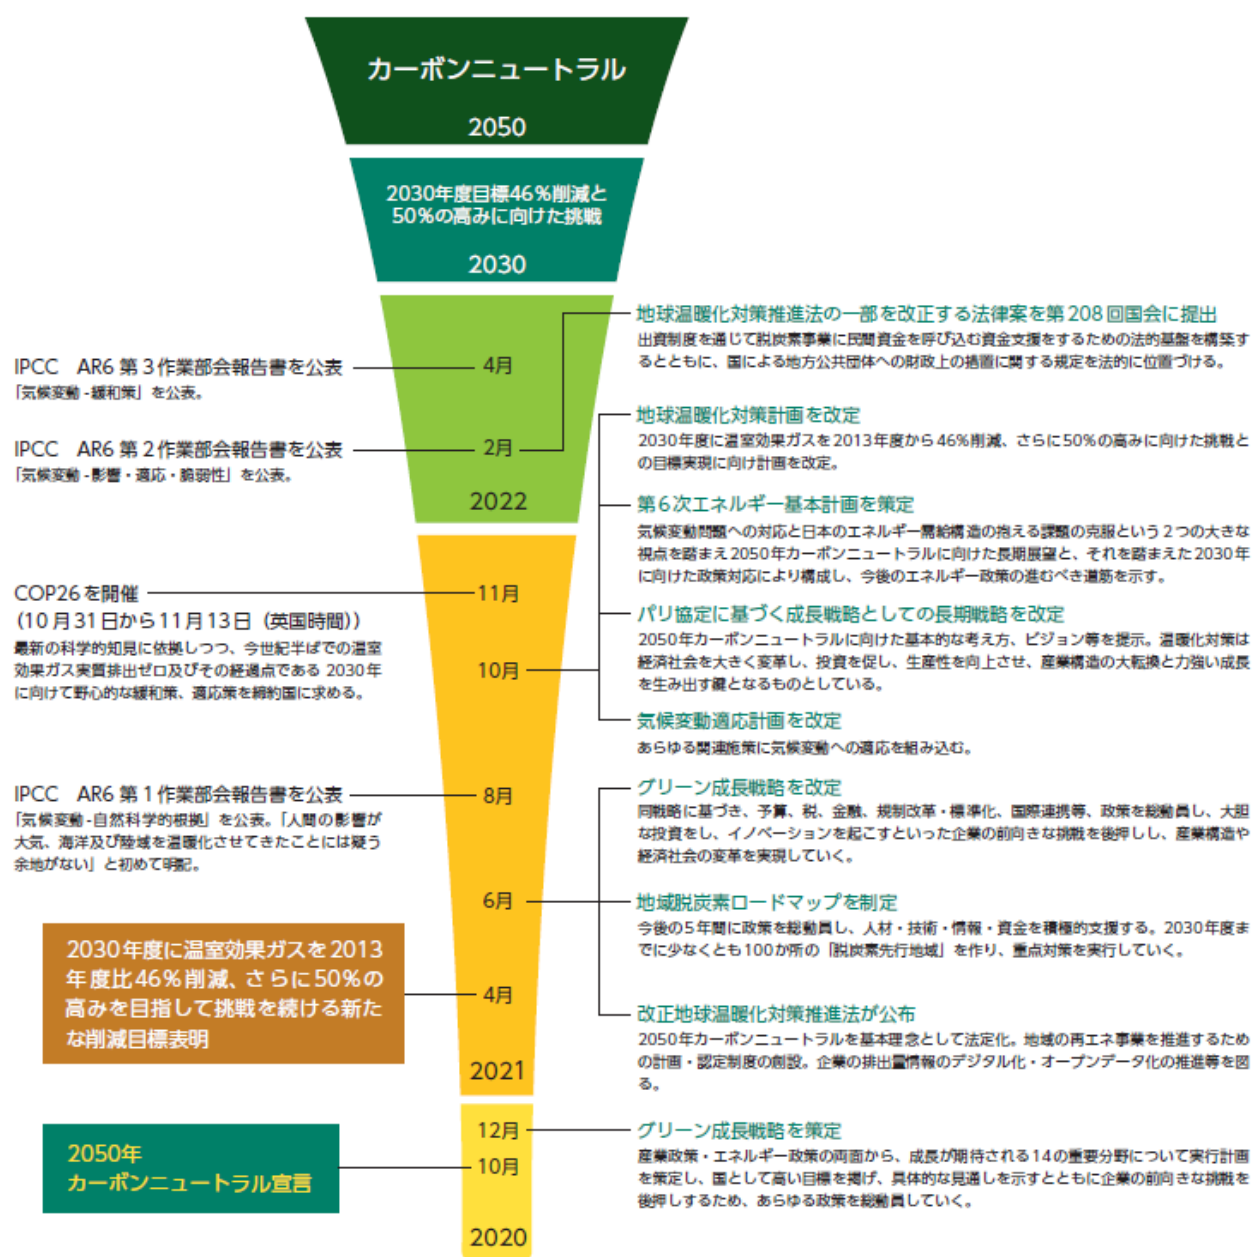 カーボンニュートラル
2050
2030年度目標46%削減と
50%の高みに向けた挑戦
2030
地球温暖化対策推進法の一部を改正する法律案を第208回国会に提出
出資制度を通じて脱炭素事業に民間資金を呼び込む資金支援をするための法的基盤を構築す
るとともに、国による地方公共団体への財政上の措置に関する規定を法的に位置づける。
IPCC AR6 第3作業部会報告書を公表
「気候変動-緩和策」を公表。
4月
IPCC AR6 第2作業部会報告書を公表
「気候変動-影響・適応・脆弱性」を公表。
2月
2022
地球温暖化対策計画を改定
2030年度に温室効果ガスを2013年度から46%削減、さらに50%の高みに向けた挑戦と
の目標実現に向け計画を改定。
第6次エネルギー基本計画を策定
気候変動問題への対応と日本のエネルギー需給構造の抱える課題の克服という2つの大きな
視点を踏まえ2050年カーボンニュートラルに向けた長期展望と、それを踏まえた2030年
に向けた政策対応により構成し、今後のエネルギー政策の進むべき道筋を示す。
COP26を開催
(10月31日から11月13日(英国時間))
最新の科学的知見に依拠しつつ、今世紀半ばでの温室
効果ガス実質排出ゼロ及びその経過点である2030年
に向けて野心的な緩和策、適応策を締約国に求める。
11月
10月
パリ協定に基づく成長戦略としての長期戦略を改定
2050年カーボンニュートラルに向けた基本的な考え方、ビジョン等を提示。温暖化対策は
経済社会を大きく変革し、投資を促し、生産性を向上させ、産業構造の大転換と力強い成長
を生み出す鍵となるものとしている。
気候変動適応計画を改定
あらゆる関連施策に気候変動への適応を組み込む。
IPCC AR6 第1作業部会報告書を公表
「気候変動-自然科学的根拠」を公表。「人間の影響が
大気、海洋及び陸域を温暖化させてきたことには疑う
余地がない」と初めて明記。
8月
グリーン成長戦略を改定
同戦略に基づき、予算、税、金融、規制改革・標準化、国際連携等、政策を総動員し、大胆
な投資をし、イノベーションを起こすといった企業の前向きな挑戦を後押しし、産業構造や
経済社会の変革を実現していく。
6月
地域脱炭素ロードマップを制定
今後の5年間に政策を総動員し、人材・技術・情報・資金を積極的支援する。2030年度ま
でに少なくとも100か所の「脱炭素先行地域」を作り、重点対策を実行していく。
2030年度に温室効果ガスを2013
年度比46%削減、さらに50%の
高みを目指して挑戦を続ける新た
な削減目標表明
4月
2021
改正地球温暖化対策推進法が公布
2050年カーボンニュートラルを基本理念として法定化。地域の再エネ事業を推進するため
の計画・認定制度の創設。企業の排出量情報のデジタル化・オープンデータ化の推進等を図
る。
2050年
カーボンニュートラル宣言
12月
10月
2020
グリーン成長戦略を策定
産業政策・エネルギー政策の両面から、成長が期待される14の重要分野について実行計画
を策定し、国として高い目標を掲げ、具体的な見通しを示すとともに企業の前向きな挑戦を
後押しするため、あらゆる政策を総動員していく。